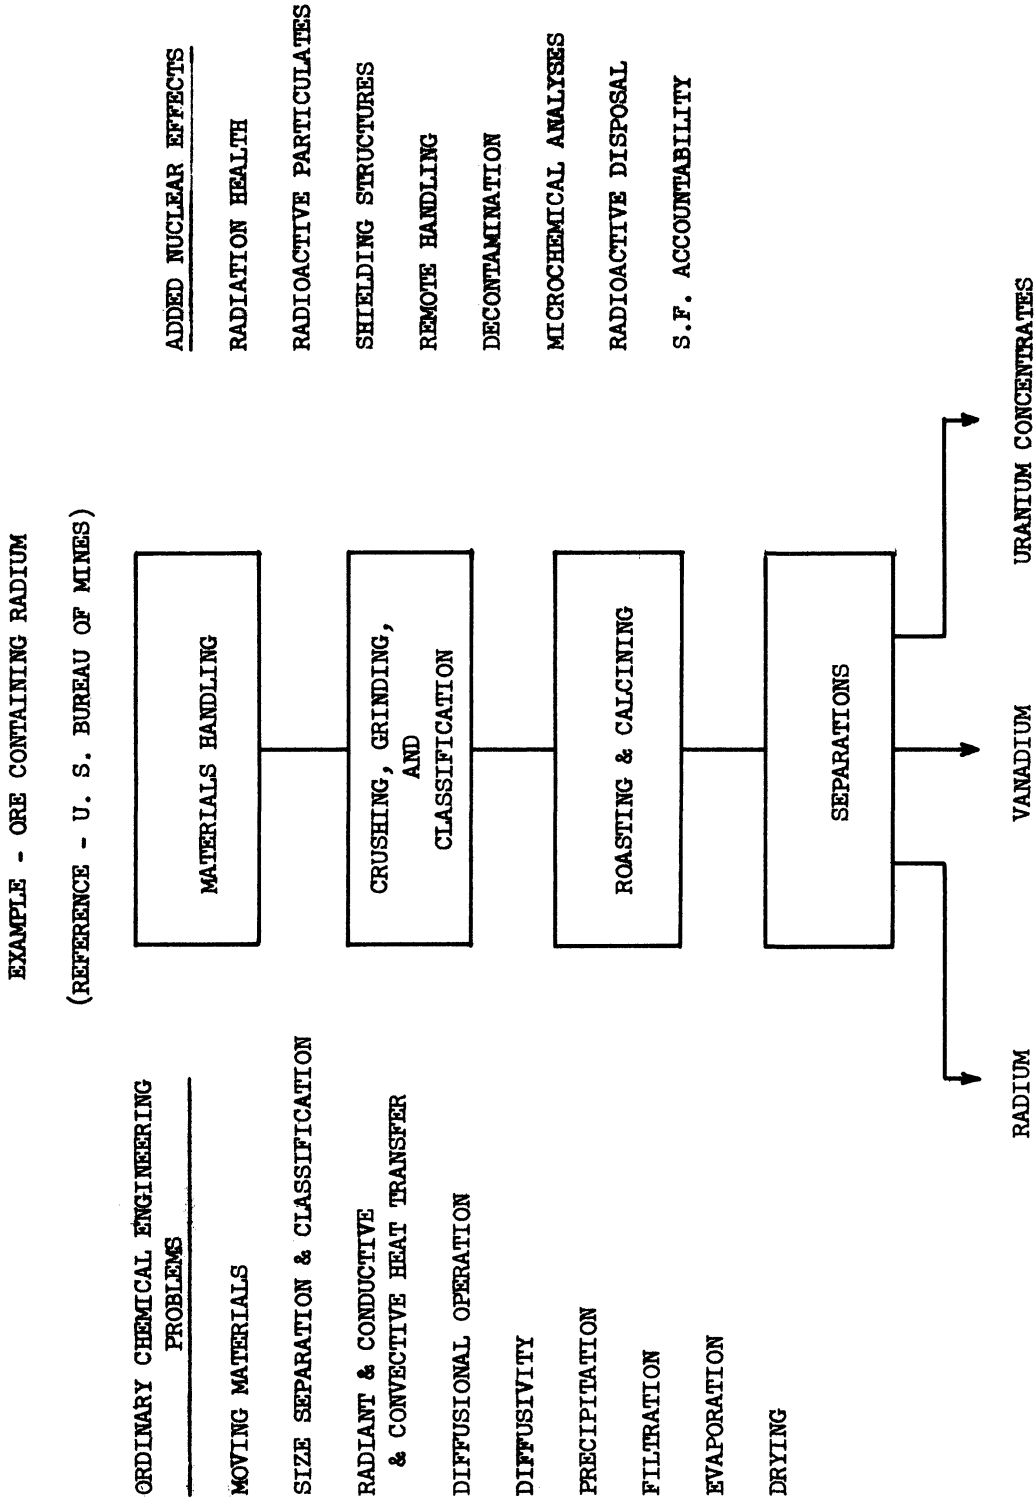 EXAMPLE - ORE CONTAINING RADIUM
(REFERENCE - U. S. BUREAU OF MINES)
ORDINARY CHEMICAL ENGINEERING
PROBLEMS
MOVING MATERIALS
SIZE SEPARATION & CLASSIFICATION
RADIANT & CONDUCTIVE
& CONVECTIVE HEAT TRANSFER
DIFFUSIONAL OPERATION
DIFFUSIVITY
PRECIPITATION
FILTRATION
EVAPORATION
DRYING
MATERIALS HANDLING
CRUSHING, GRINDING,
AND
CLASSIFICATION
ROASTING & CALCINING
SEPARATIONS
RADIUM
VANADIUM
URANIUM CONCENTRATES
ADDED NUCLEAR EFFECTS
RADIATION HEALTH
RADIOACTIVE PARTICULATES
SHIELDING STRUCTURES
REMOTE HANDLING
DECONTAMINATION
MICROCHEMICAL ANALYSES
RADIOACTIVE DISPOSAL
S.F. ACCOUNTABILITY